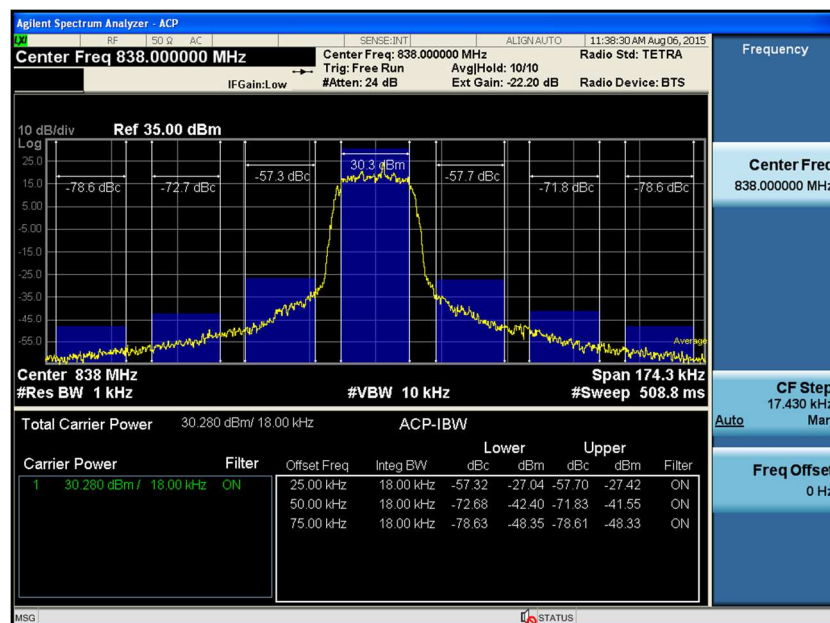 Agilent Spectrum Analyzer - ACP
LXI RF 50 Ω AC SENSE:INT ALIGN AUTO 11:38:30 AM Aug 06, 2015
Center Freq 838.000000 MHz
Center Freq: 838.000000 MHz Radio Std: TETRA
Trig: Free Run Avg|Hold: 10/10
IFGain:Low #Atten: 24 dB Ext Gain: -22.20 dB Radio Device: BTS
10 dB/div Ref 35.00 dBm
Log
25.0
15.0
5.00
-5.00
-15.0
-25.0
-35.0
-45.0
-55.0
-78.6 dBc -72.7 dBc -57.3 dBc 30.3 dBm -57.7 dBc -71.8 dBc -78.6 dBc
Average
Center 838 MHz Span 174.3 kHz
#Res BW 1 kHz #VBW 10 kHz #Sweep 508.8 ms
Total Carrier Power 30.280 dBm/ 18.00 kHz ACP-IBW
Lower Upper
Carrier Power Filter Offset Freq Integ BW dBc dBm dBc dBm Filter
1 30.280 dBm / 18.00 kHz ON 25.00 kHz 18.00 kHz -57.32 -27.04 -57.70 -27.42 ON
50.00 kHz 18.00 kHz -72.68 -42.40 -71.83 -41.55 ON
75.00 kHz 18.00 kHz -78.63 -48.35 -78.61 -48.33 ON
MSG STATUS
Frequency
Center Freq
838.000000 MHz
CF Step
17.430 kHz
Auto Man
Freq Offset
0 Hz